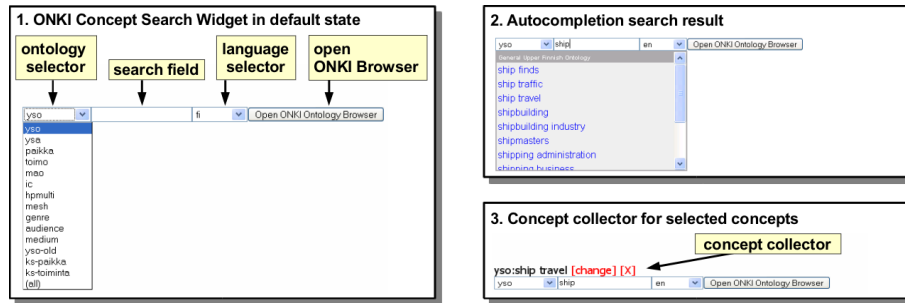 1. ONKI Concept Search Widget in default state
ontology selector
search field
language selector
open ONKI Browser
yso fi Open ONKI Ontology Browser
yso
ysa
paikka
toimo
mao
ic
hpmulti
mesh
genre
audience
medium
yso-old
ks-paikka
ks-toiminta
(all)
2. Autocompletion search result
yso ship en Open ONKI Ontology Browser
General Upper Finnish Ontology
ship finds
ship traffic
ship travel
shipbuilding
shipbuilding industry
shipmasters
shipping administration
shipping business
3. Concept collector for selected concepts
concept collector
yso:ship travel [change] [X]
yso ship en Open ONKI Ontology Browser